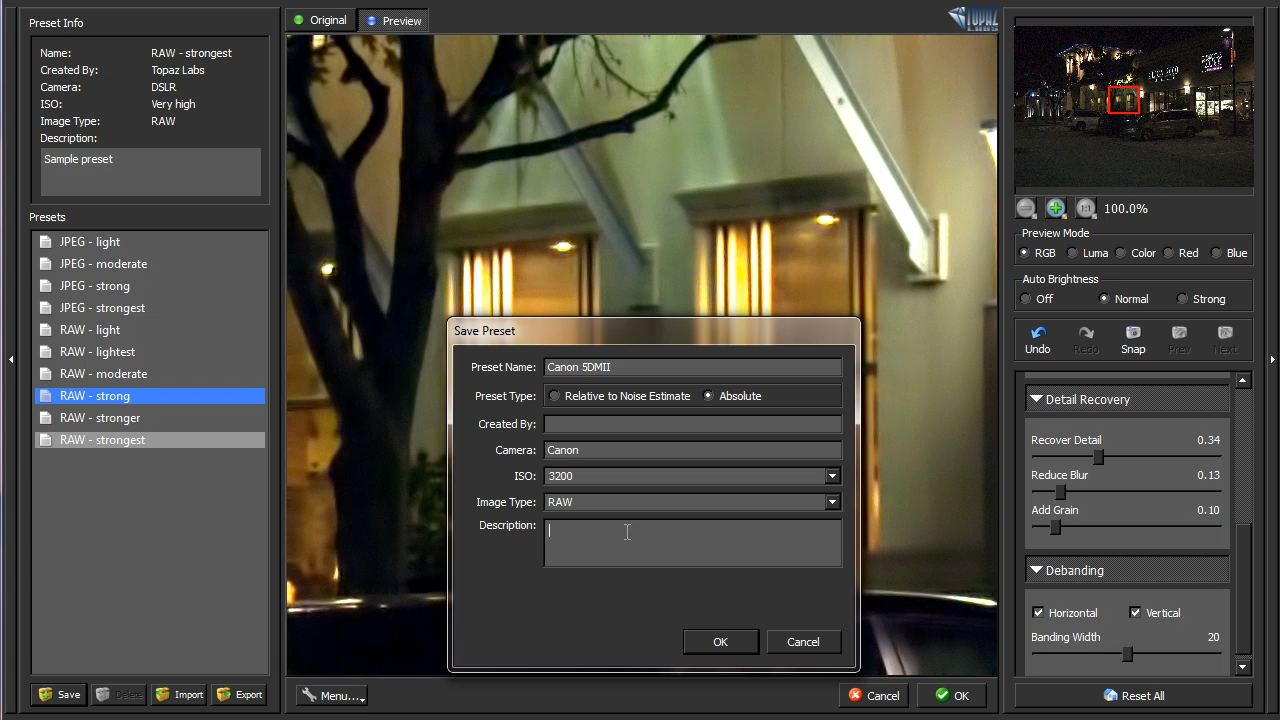 Preset Info
Name: RAW - strongest
Created By: Topaz Labs
Camera: DSLR
ISO: Very high
Image Type: RAW
Description:
Sample preset
Presets
JPEG - light
JPEG - moderate
JPEG - strong
JPEG - strongest
RAW - light
RAW - lightest
RAW - moderate
RAW - strong
RAW - stronger
RAW - strongest
Save Delete Import Export
Original Preview
TOPAZ
LABS
Save Preset
Preset Name: Canon 5DMII
Preset Type: Relative to Noise Estimate Absolute
Created By:
Camera: Canon
ISO: 3200
Image Type: RAW
Description:
OK Cancel
Menu...
Cancel OK
1:1 100.0%
Preview Mode
RGB Luma Color Red Blue
Auto Brightness
Off Normal Strong
Undo Redo Snap Prev Next
Detail Recovery
Recover Detail 0.34
Reduce Blur 0.13
Add Grain 0.10
Debanding
Horizontal Vertical
Banding Width 20
Reset All